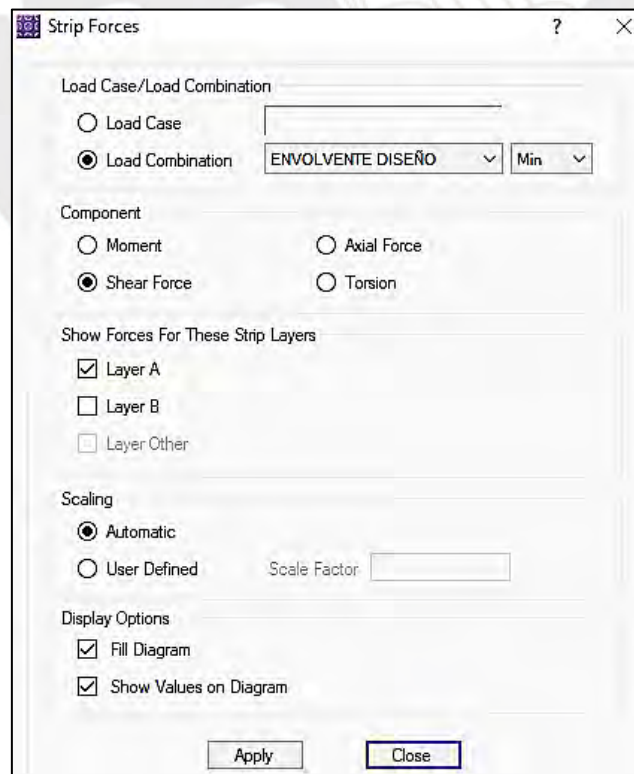 Strip Forces ?
Load Case/Load Combination
Load Case
Load Combination ENVOLVENTE DISEÑO Min
Component
Moment Axial Force
Shear Force Torsion
Show Forces For These Strip Layers
Layer A
Layer B
Layer Other
Scaling
Automatic
User Defined Scale Factor
Display Options
Fill Diagram
Show Values on Diagram
Apply Close